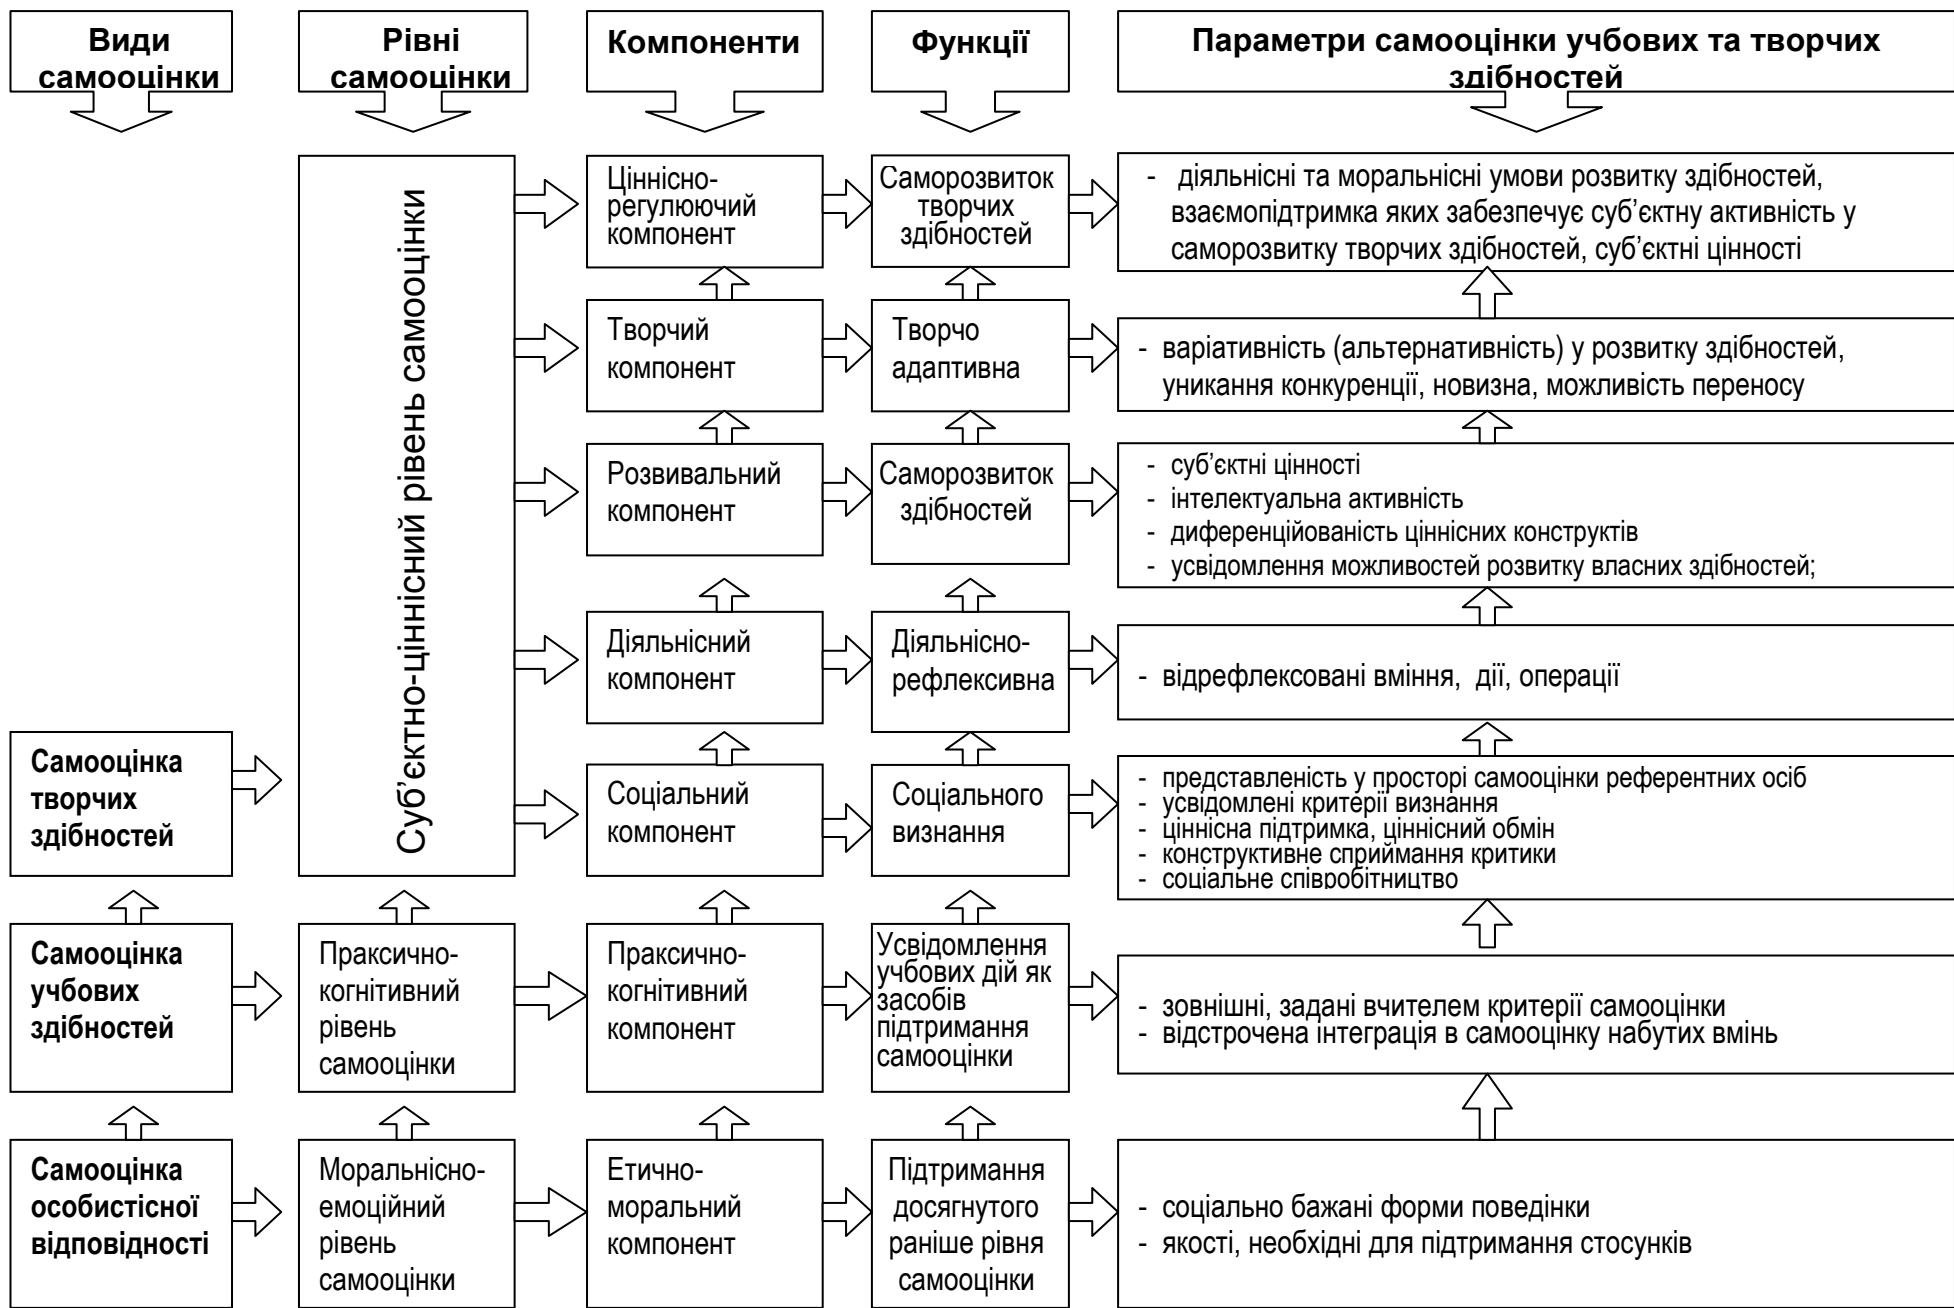 Види
самооцінки
Рівні
самооцінки
Компоненти
Функції
Параметри самооцінки учбових та творчих
здібностей
Суб’єктно-ціннісний рівень самооцінки
Ціннісно-
регулюючий
компонент
Саморозвиток
творчих
здібностей
- діяльнісні та моральнісні умови розвитку здібностей,
взаємопідтримка яких забезпечує суб’єктну активність у
саморозвитку творчих здібностей, суб’єктні цінності
Творчий
компонент
Творчо
адаптивна
- варіативність (альтернативність) у розвитку здібностей,
уникання конкуренції, новизна, можливість переносу
Розвивальний
компонент
Саморозвиток
здібностей
- суб’єктні цінності
- інтелектуальна активність
- диференційованість ціннісних конструктів
- усвідомлення можливостей розвитку власних здібностей;
Діяльнісний
компонент
Діяльнісно-
рефлексивна
- відрефлексовані вміння, дії, операції
Самооцінка
творчих
здібностей
Соціальний
компонент
Соціального
визнання
- представленість у просторі самооцінки референтних осіб
- усвідомлені критерії визнання
- ціннісна підтримка, ціннісний обмін
- конструктивне сприймання критики
- соціальне співробітництво
Самооцінка
учбових
здібностей
Праксично-
когнітивний
рівень
самооцінки
Праксично-
когнітивний
компонент
Усвідомлення
учбових дій як
засобів
підтримання
самооцінки
- зовнішні, задані вчителем критерії самооцінки
- відстрочена інтеграція в самооцінку набутих вмінь
Самооцінка
особистісної
відповідності
Моральнісно-
емоційний
рівень
самооцінки
Етично-
моральний
компонент
Підтримання
досягнутого
раніше рівня
самооцінки
- соціально бажані форми поведінки
- якості, необхідні для підтримання стосунків